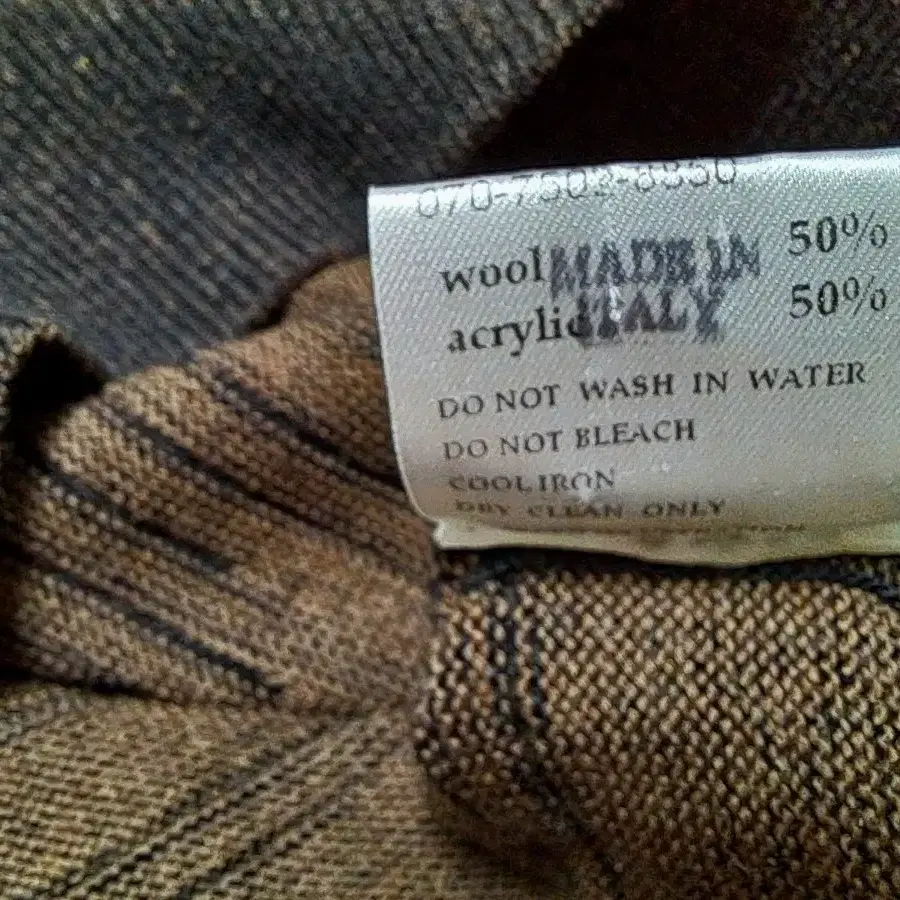 070-7502-8350
wool MADE IN 50%
acrylic ITALY 50%
DO NOT WASH IN WATER
DO NOT BLEACH
COOL IRON
DRY CLEAN ONLY